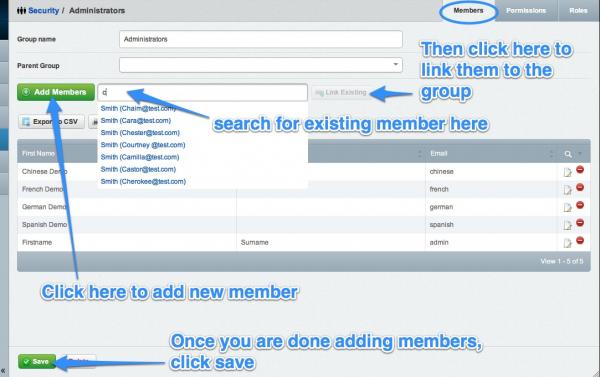 Security / Administrators
Members
Permissions
Roles
Group name
Administrators
Parent Group
Then click here to
link them to the
group
Add Members
c
Link Existing
Smith (Chaim@test.com)
search for existing member here
Smith (Cara@test.com)
Export to CSV
Smith (Chester@test.com)
Smith (Courtney @test.com)
Smith (Camilla@test.com)
Smith (Castor@test.com)
Smith (Cherokee@test.com)
First Name
Email
Chinese Demo
chinese
French Demo
french
German Demo
german
Spanish Demo
spanish
Firstname
Surname
admin
View 1 - 5 of 5
Click here to add new member
Once you are done adding members,
click save
Save
«